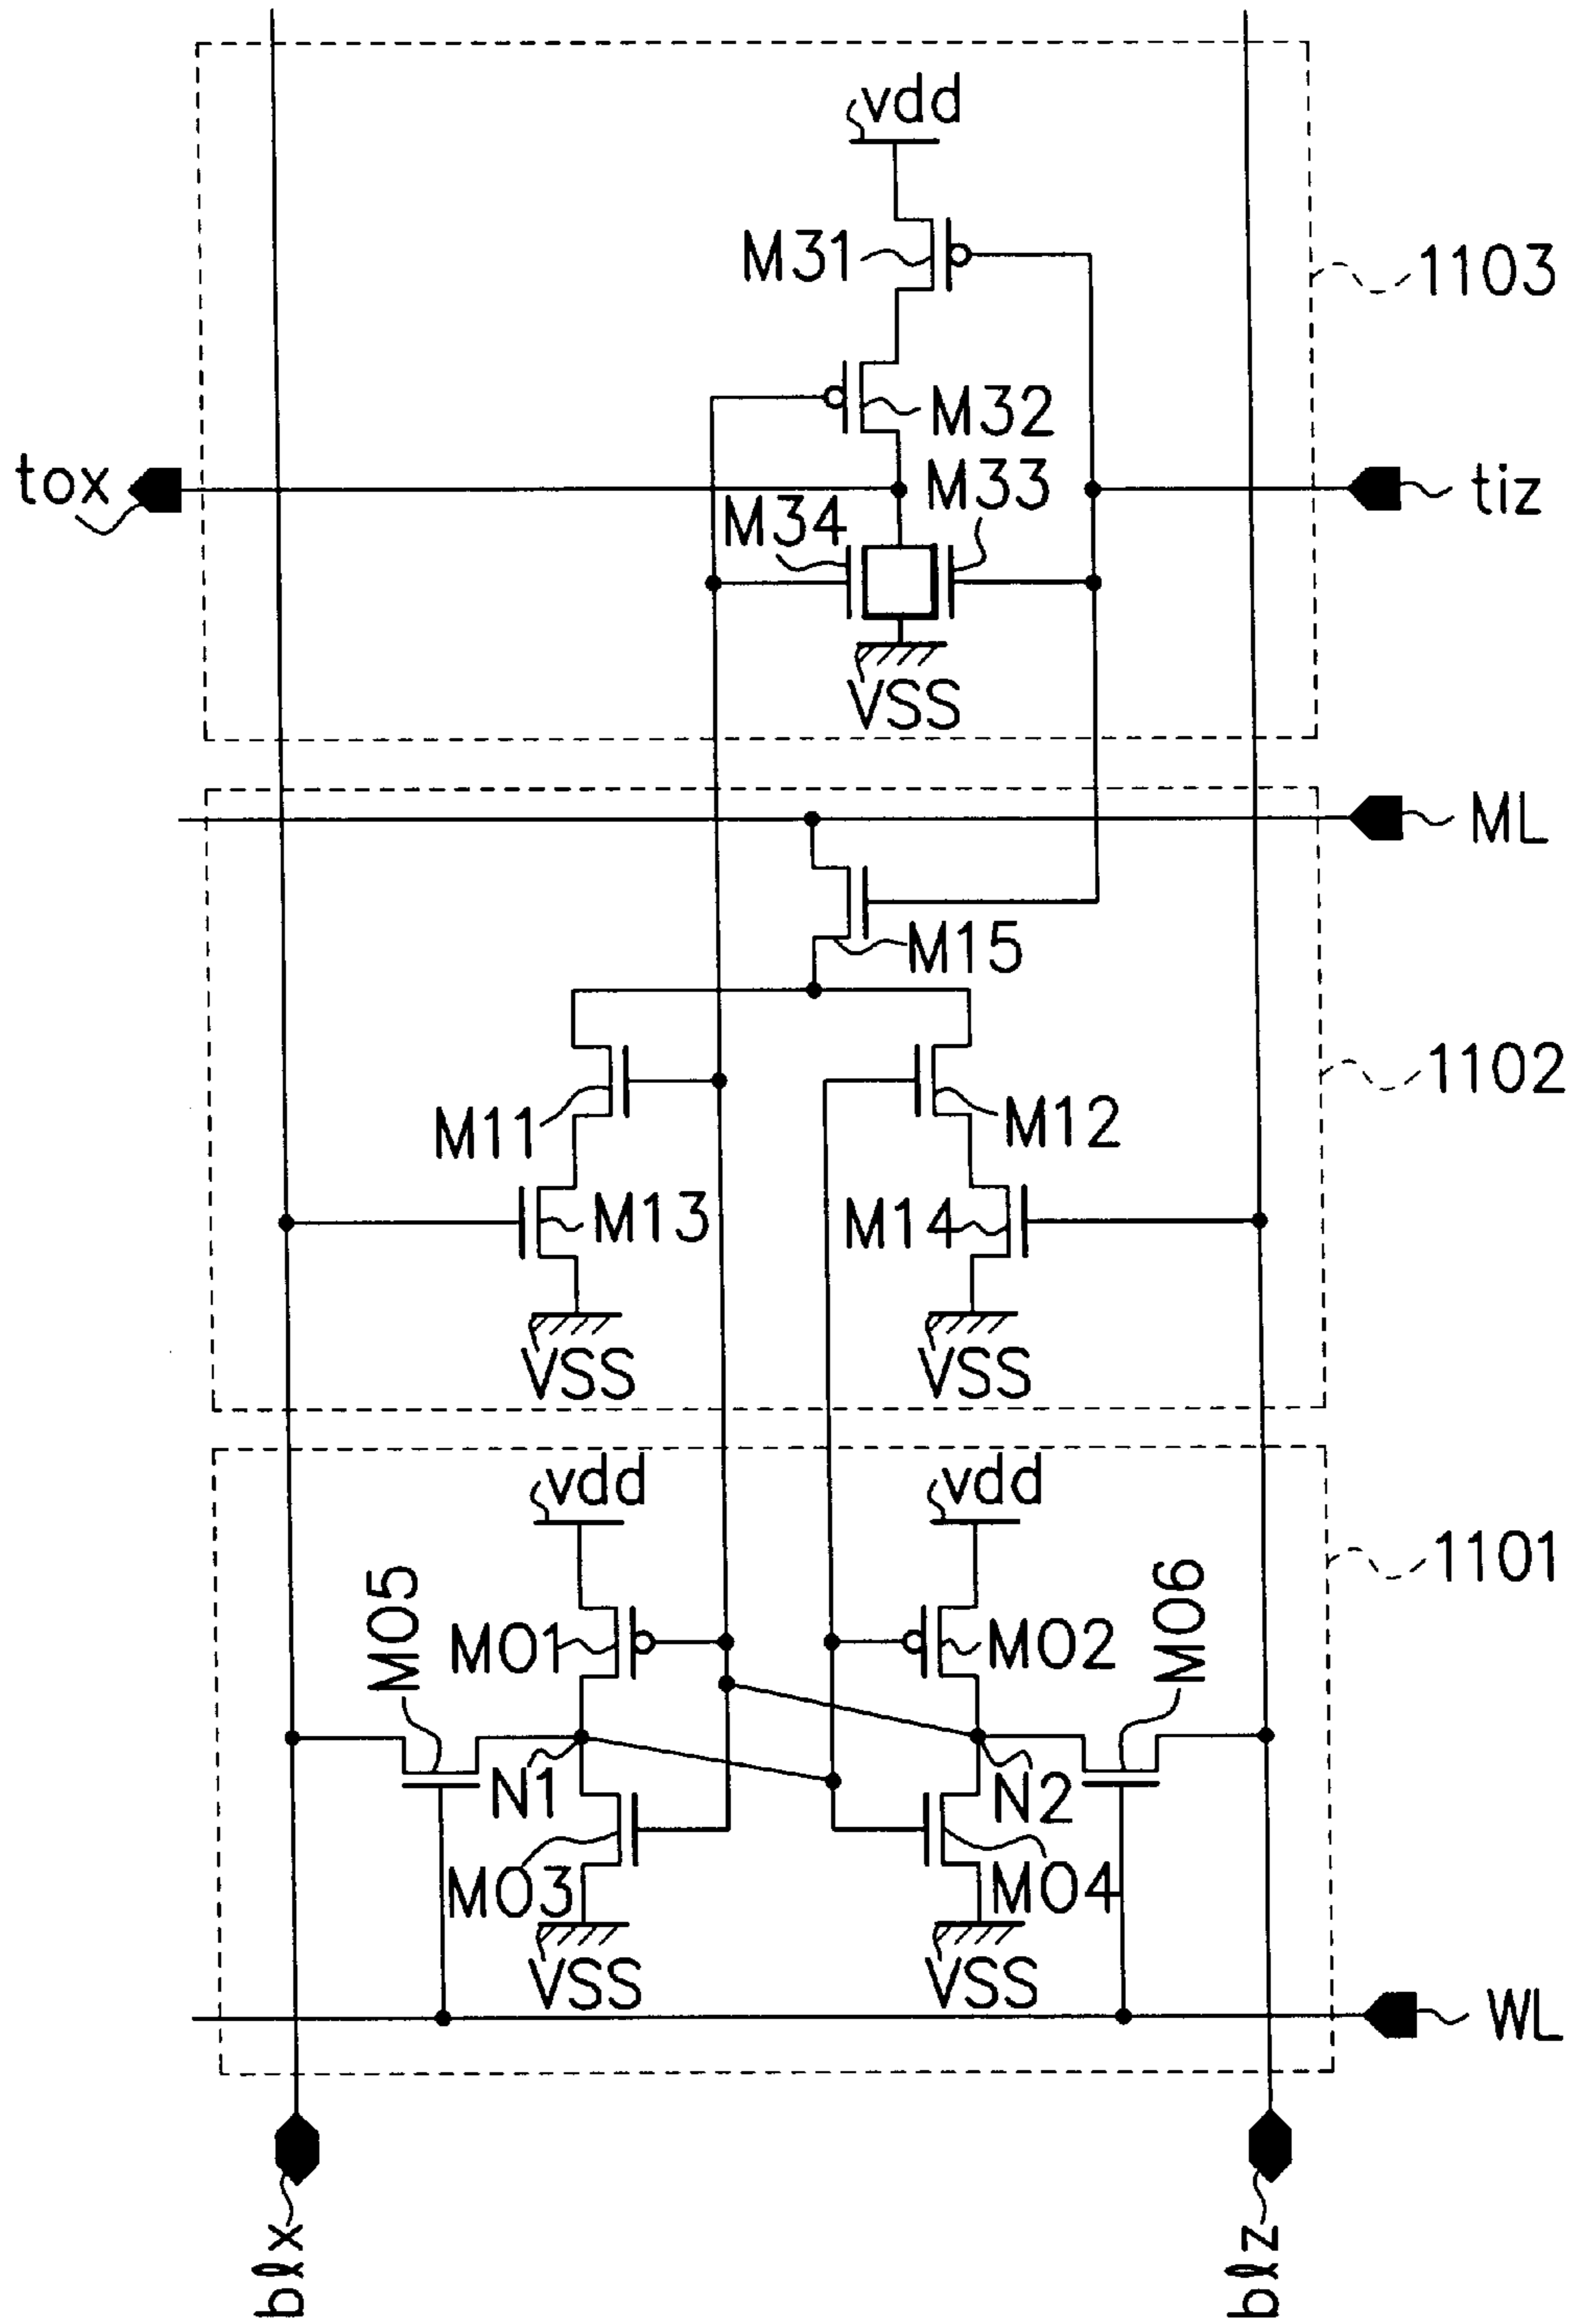 vdd
M31
1103
M32
tox
M33
tiz
M34
VSS
ML
M15
1102
M11
M12
M13
M14
VSS
VSS
vdd
vdd
1101
M05
M06
M01
M02
N1
N2
M03
M04
VSS
VSS
WL
blx
blz